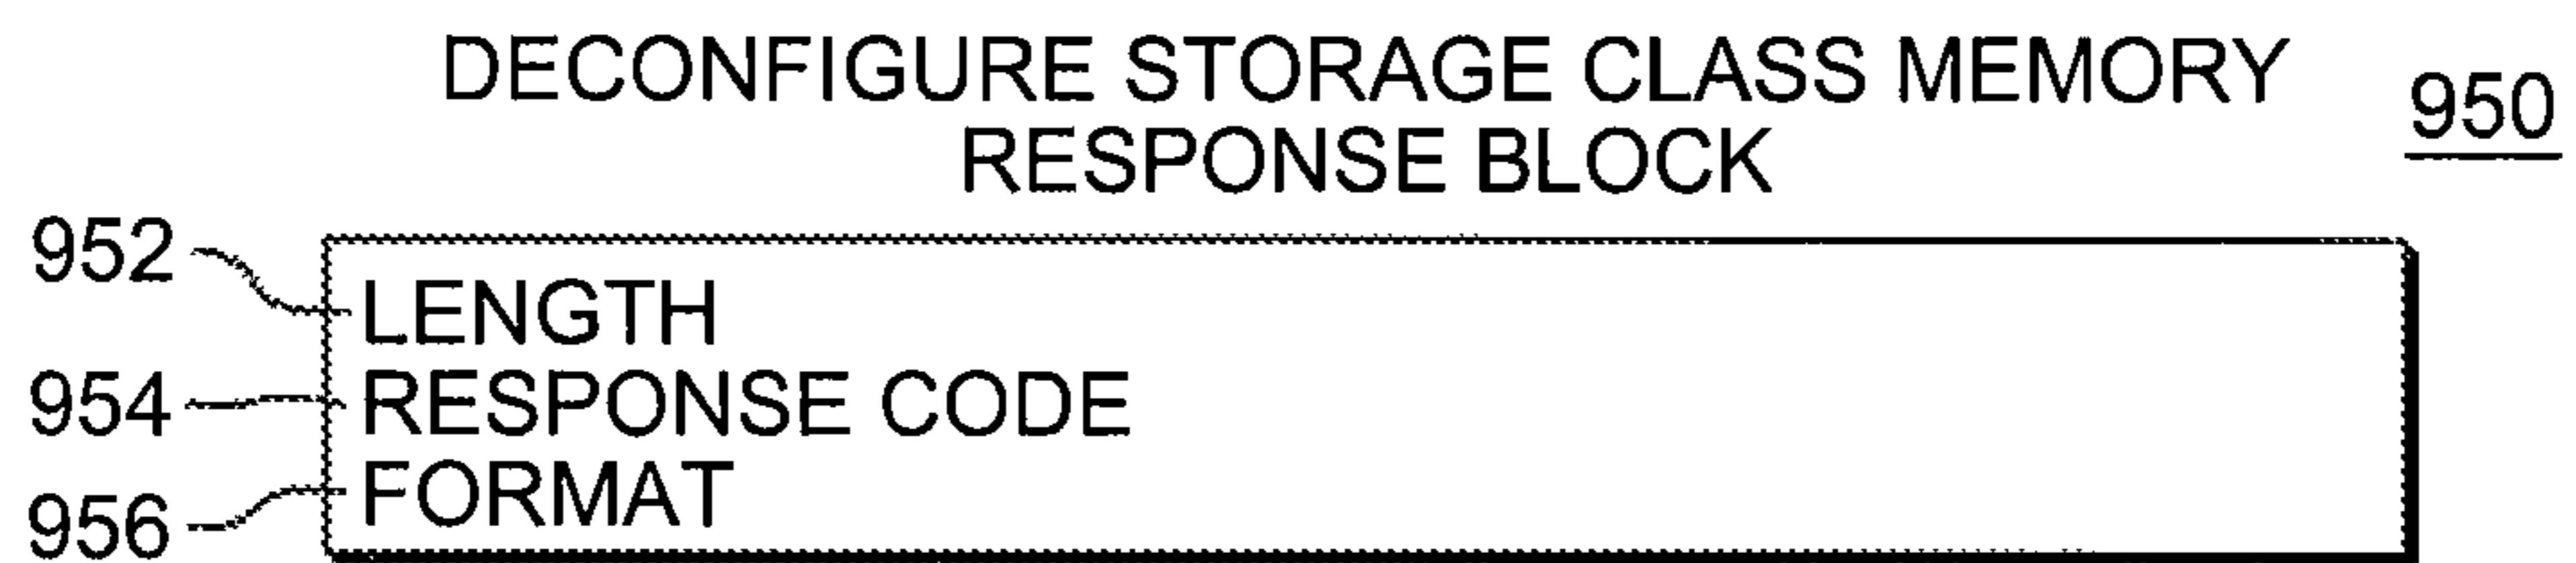 DECONFIGURE STORAGE CLASS MEMORY
RESPONSE BLOCK
950
952 LENGTH
954 RESPONSE CODE
956 FORMAT